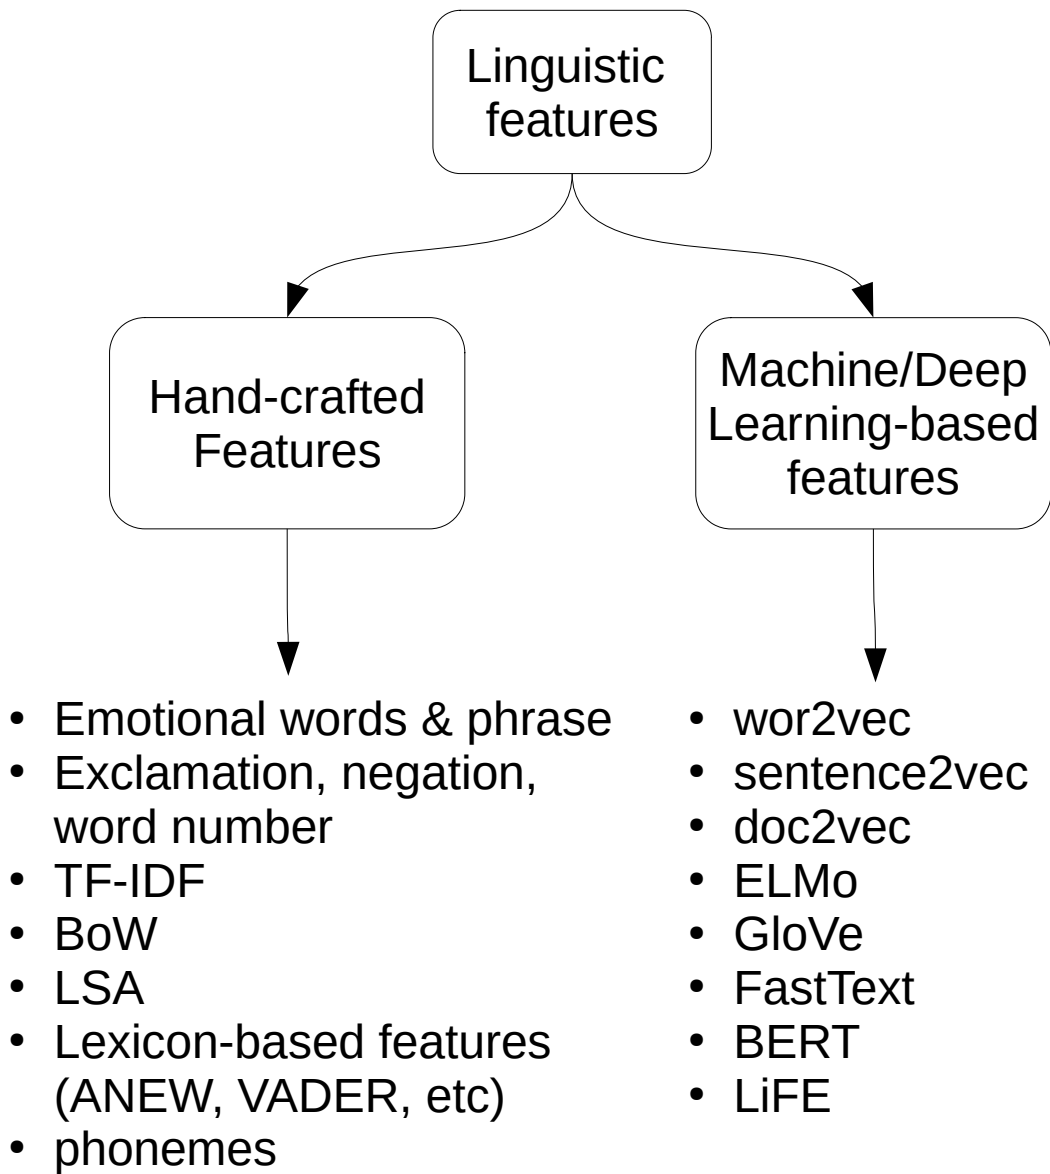 Linguistic
features
Hand-crafted
Features
Machine/Deep
Learning-based
features
• Emotional words & phrase
• Exclamation, negation,
word number
• TF-IDF
• BoW
• LSA
• Lexicon-based features
(ANEW, VADER, etc)
• phonemes
• wor2vec
• sentence2vec
• doc2vec
• ELMo
• GloVe
• FastText
• BERT
• LiFE